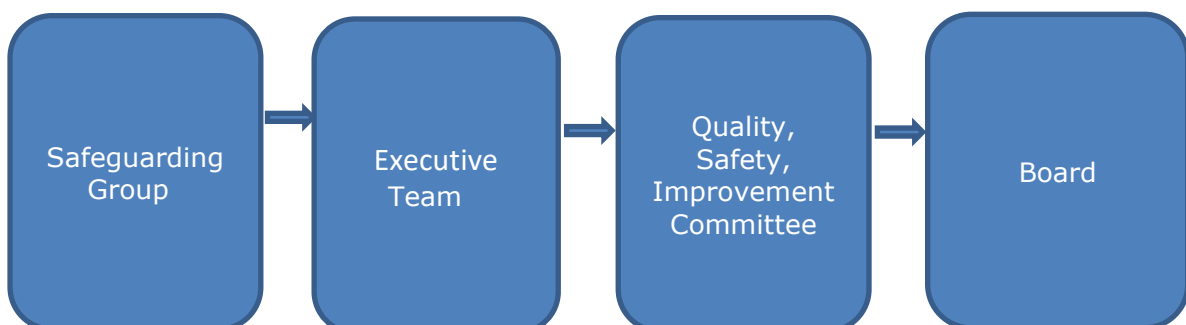 Safeguarding
Group
Executive
Team
Quality,
Safety,
Improvement
Committee
Board